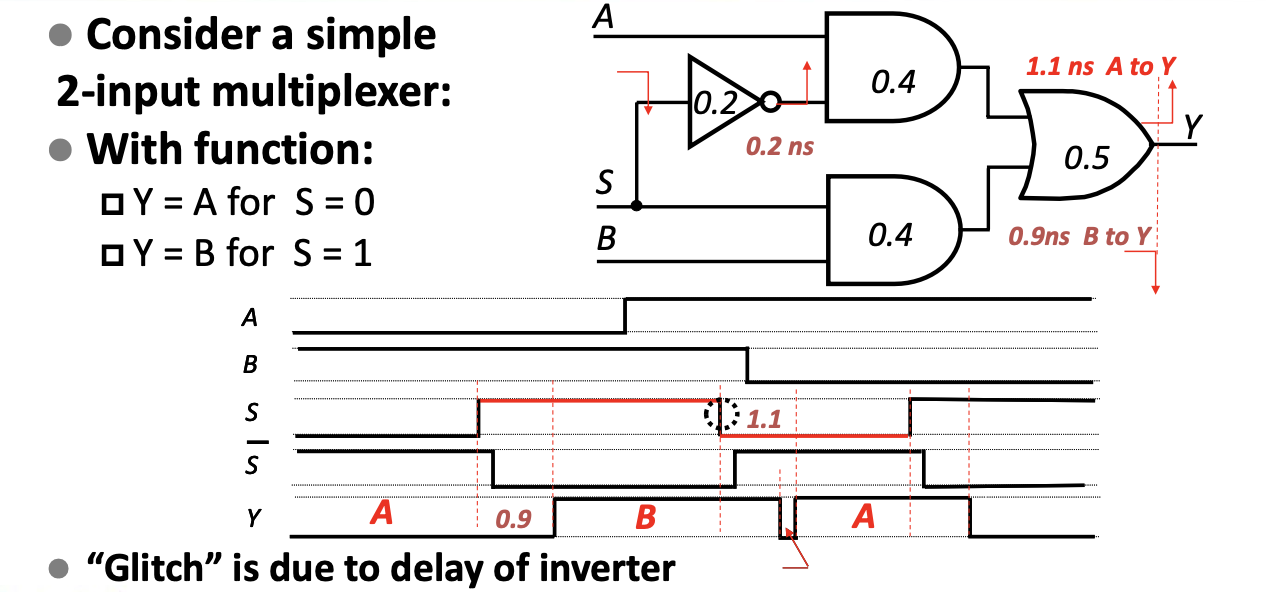 ● Consider a simple
2-input multiplexer:
● With function:
Y = A for S = 0
Y = B for S = 1
A
0.4
1.1 ns A to Y
0.2
0.2 ns
Y
0.5
S
B
0.4
0.9ns B to Y
A
B
S
1.1
S̅
Y
A
0.9
B
A
● “Glitch” is due to delay of inverter